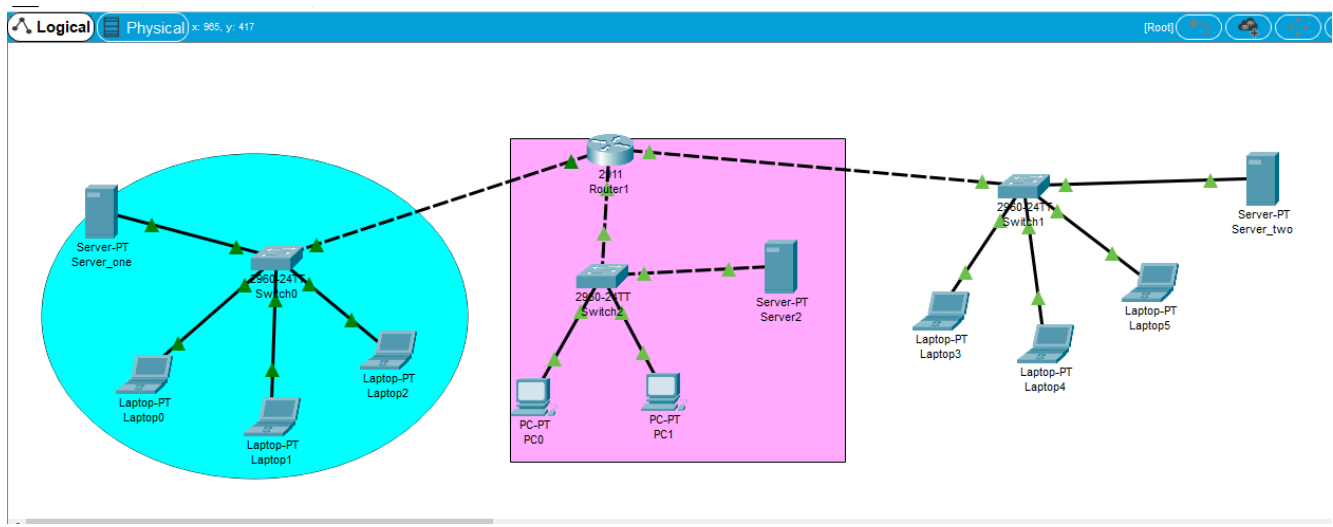 Logical
Physical
x: 965, y: 417
[Root]
2911
Router1
Server-PT
Server_one
2960-24TT
Switch0
Laptop-PT
Laptop0
Laptop-PT
Laptop1
Laptop-PT
Laptop2
2960-24TT
Switch2
Server-PT
Server2
PC-PT
PC0
PC-PT
PC1
2960-24TT
Switch1
Server-PT
Server_two
Laptop-PT
Laptop3
Laptop-PT
Laptop4
Laptop-PT
Laptop5